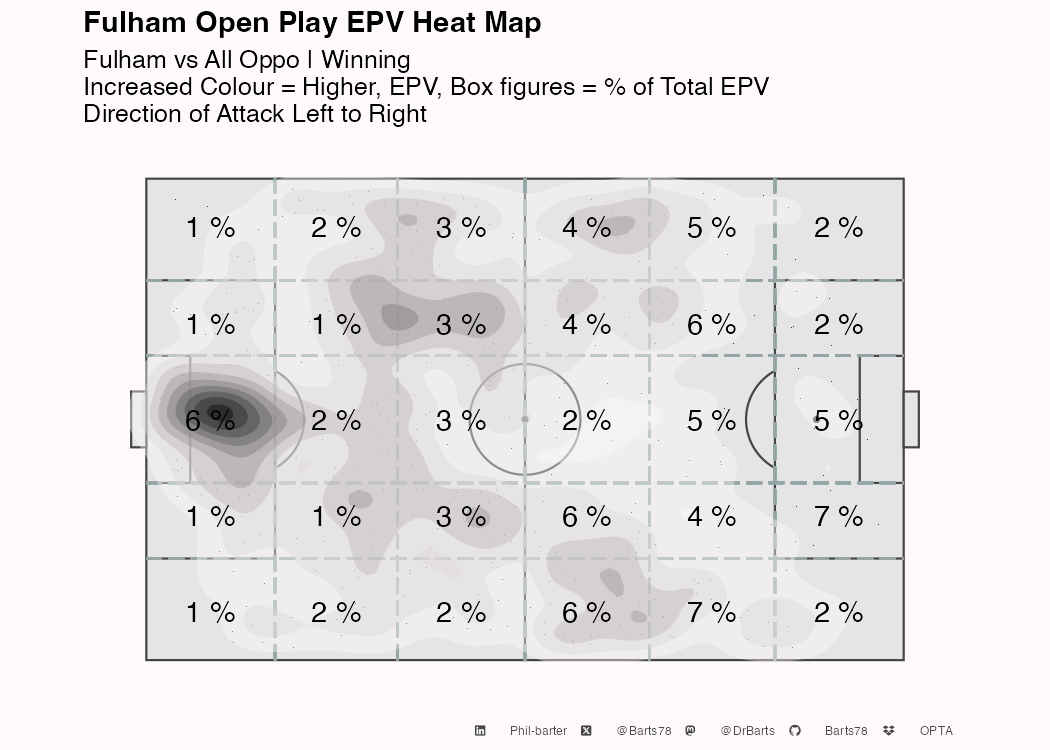 Fulham Open Play EPV Heat Map
Fulham vs All Oppo | Winning
Increased Colour = Higher, EPV, Box figures = % of Total EPV
Direction of Attack Left to Right
1 % 2 % 3 % 4 % 5 % 2 %
1 % 1 % 3 % 4 % 6 % 2 %
6 % 2 % 3 % 2 % 5 % 5 %
1 % 1 % 3 % 6 % 4 % 7 %
1 % 2 % 2 % 6 % 7 % 2 %
Phil-barter @Barts78 @DrBarts Barts78 OPTA